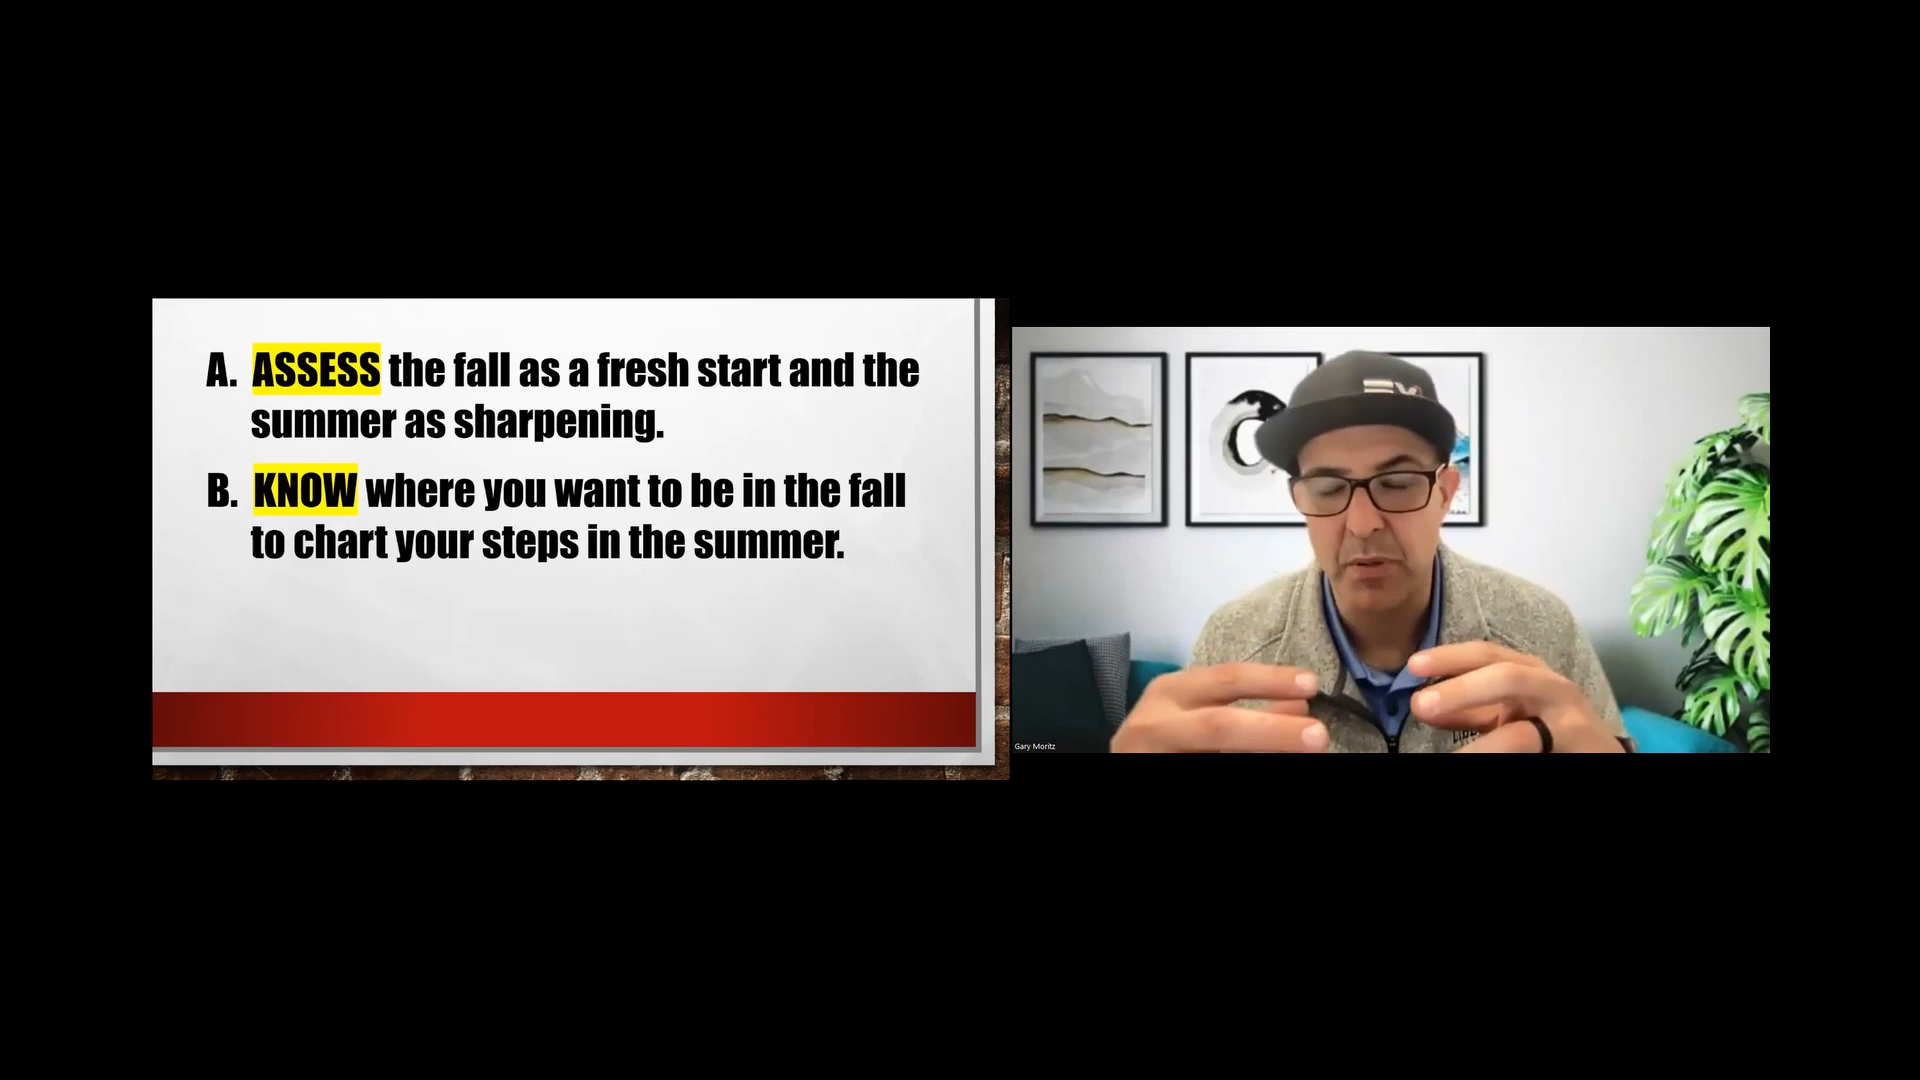 A. ASSESS the fall as a fresh start and the
summer as sharpening.
B. KNOW where you want to be in the fall
to chart your steps in the summer.
Gary Moritz